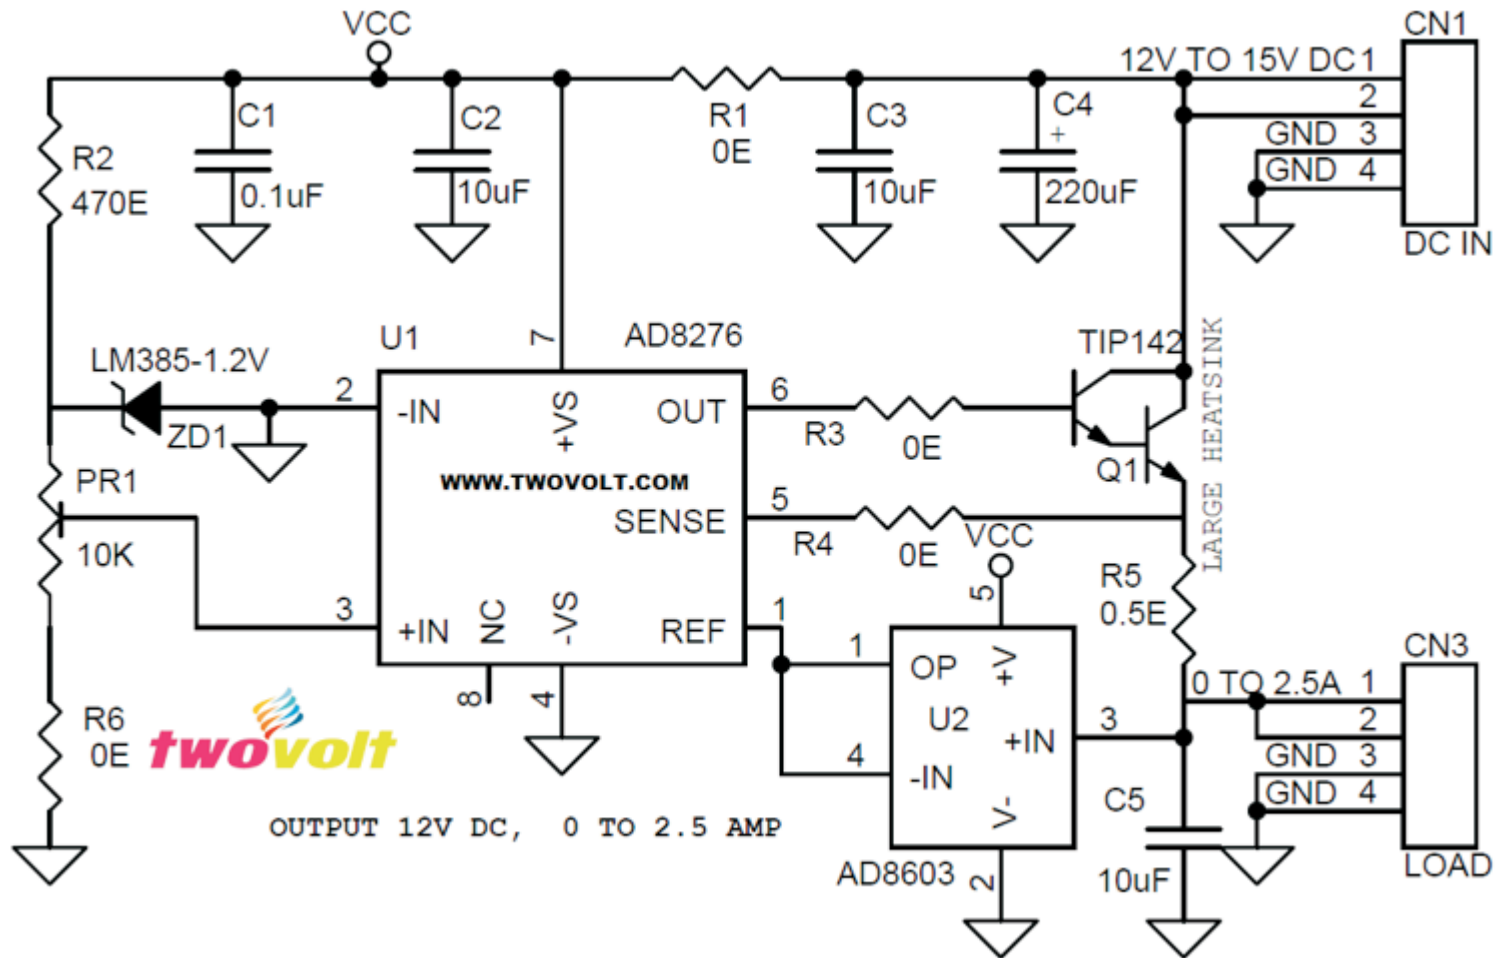 VCC
CN1
12V TO 15V DC 1
2
GND 3
GND 4
DC IN
C1
0.1uF
C2
10uF
R1
0E
C3
10uF
C4
+
220uF
R2
470E
LM385-1.2V
ZD1
PR1
10K
R6
0E
U1
AD8276
7
2
-IN
+VS
OUT
6
WWW.TWOVOLT.COM
SENSE
5
3
+IN
NC
-VS
REF
1
8
4
R3
0E
R4
0E
TIP142
Q1
LARGE HEATSINK
VCC
5
R5
0.5E
1
OP
+V
U2
+IN
3
4
-IN
V-
AD8603
2
CN3
0 TO 2.5A 1
2
GND 3
GND 4
LOAD
C5
10uF
twovolt
OUTPUT 12V DC, 0 TO 2.5 AMP